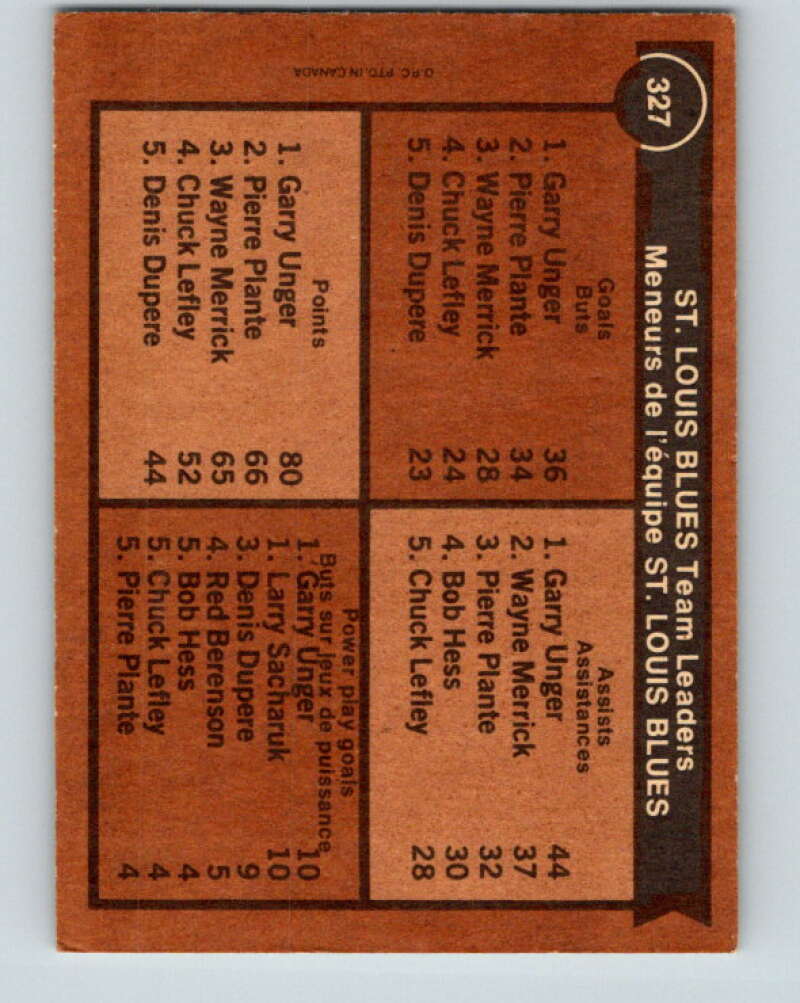 327
ST. LOUIS BLUES Team Leaders
Meneurs de l'équipe ST. LOUIS BLUES
Goals
Buts
1. Garry Unger 36
2. Pierre Plante 34
3. Wayne Merrick 28
4. Chuck Lefley 24
5. Denis Dupere 23
Assists
Assistances
1. Garry Unger 44
2. Wayne Merrick 37
3. Pierre Plante 32
4. Bob Hess 30
5. Chuck Lefley 28
Points
1. Garry Unger 80
2. Pierre Plante 66
3. Wayne Merrick 65
4. Chuck Lefley 52
5. Denis Dupere 44
Power play goals
Buts sur jeux de puissance
1. Garry Unger 10
1. Larry Sacharuk 10
3. Denis Dupere 9
4. Red Berenson 5
5. Bob Hess 4
5. Chuck Lefley 4
5. Pierre Plante 4
O.P.C. PTD. IN CANADA